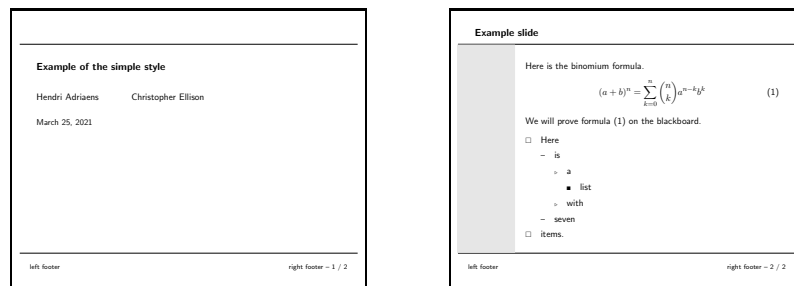 Example of the simple style
Hendri Adriaens Christopher Ellison
March 25, 2021
left footer right footer – 1 / 2
Example slide
Here is the binomium formula.
(a + b)^n = \sum_{k=0}^{n} \binom{n}{k} a^{n−k} b^k (1)
We will prove formula (1) on the blackboard.
□ Here
– is
▹ a
■ list
▹ with
– seven
□ items.
left footer right footer – 2 / 2